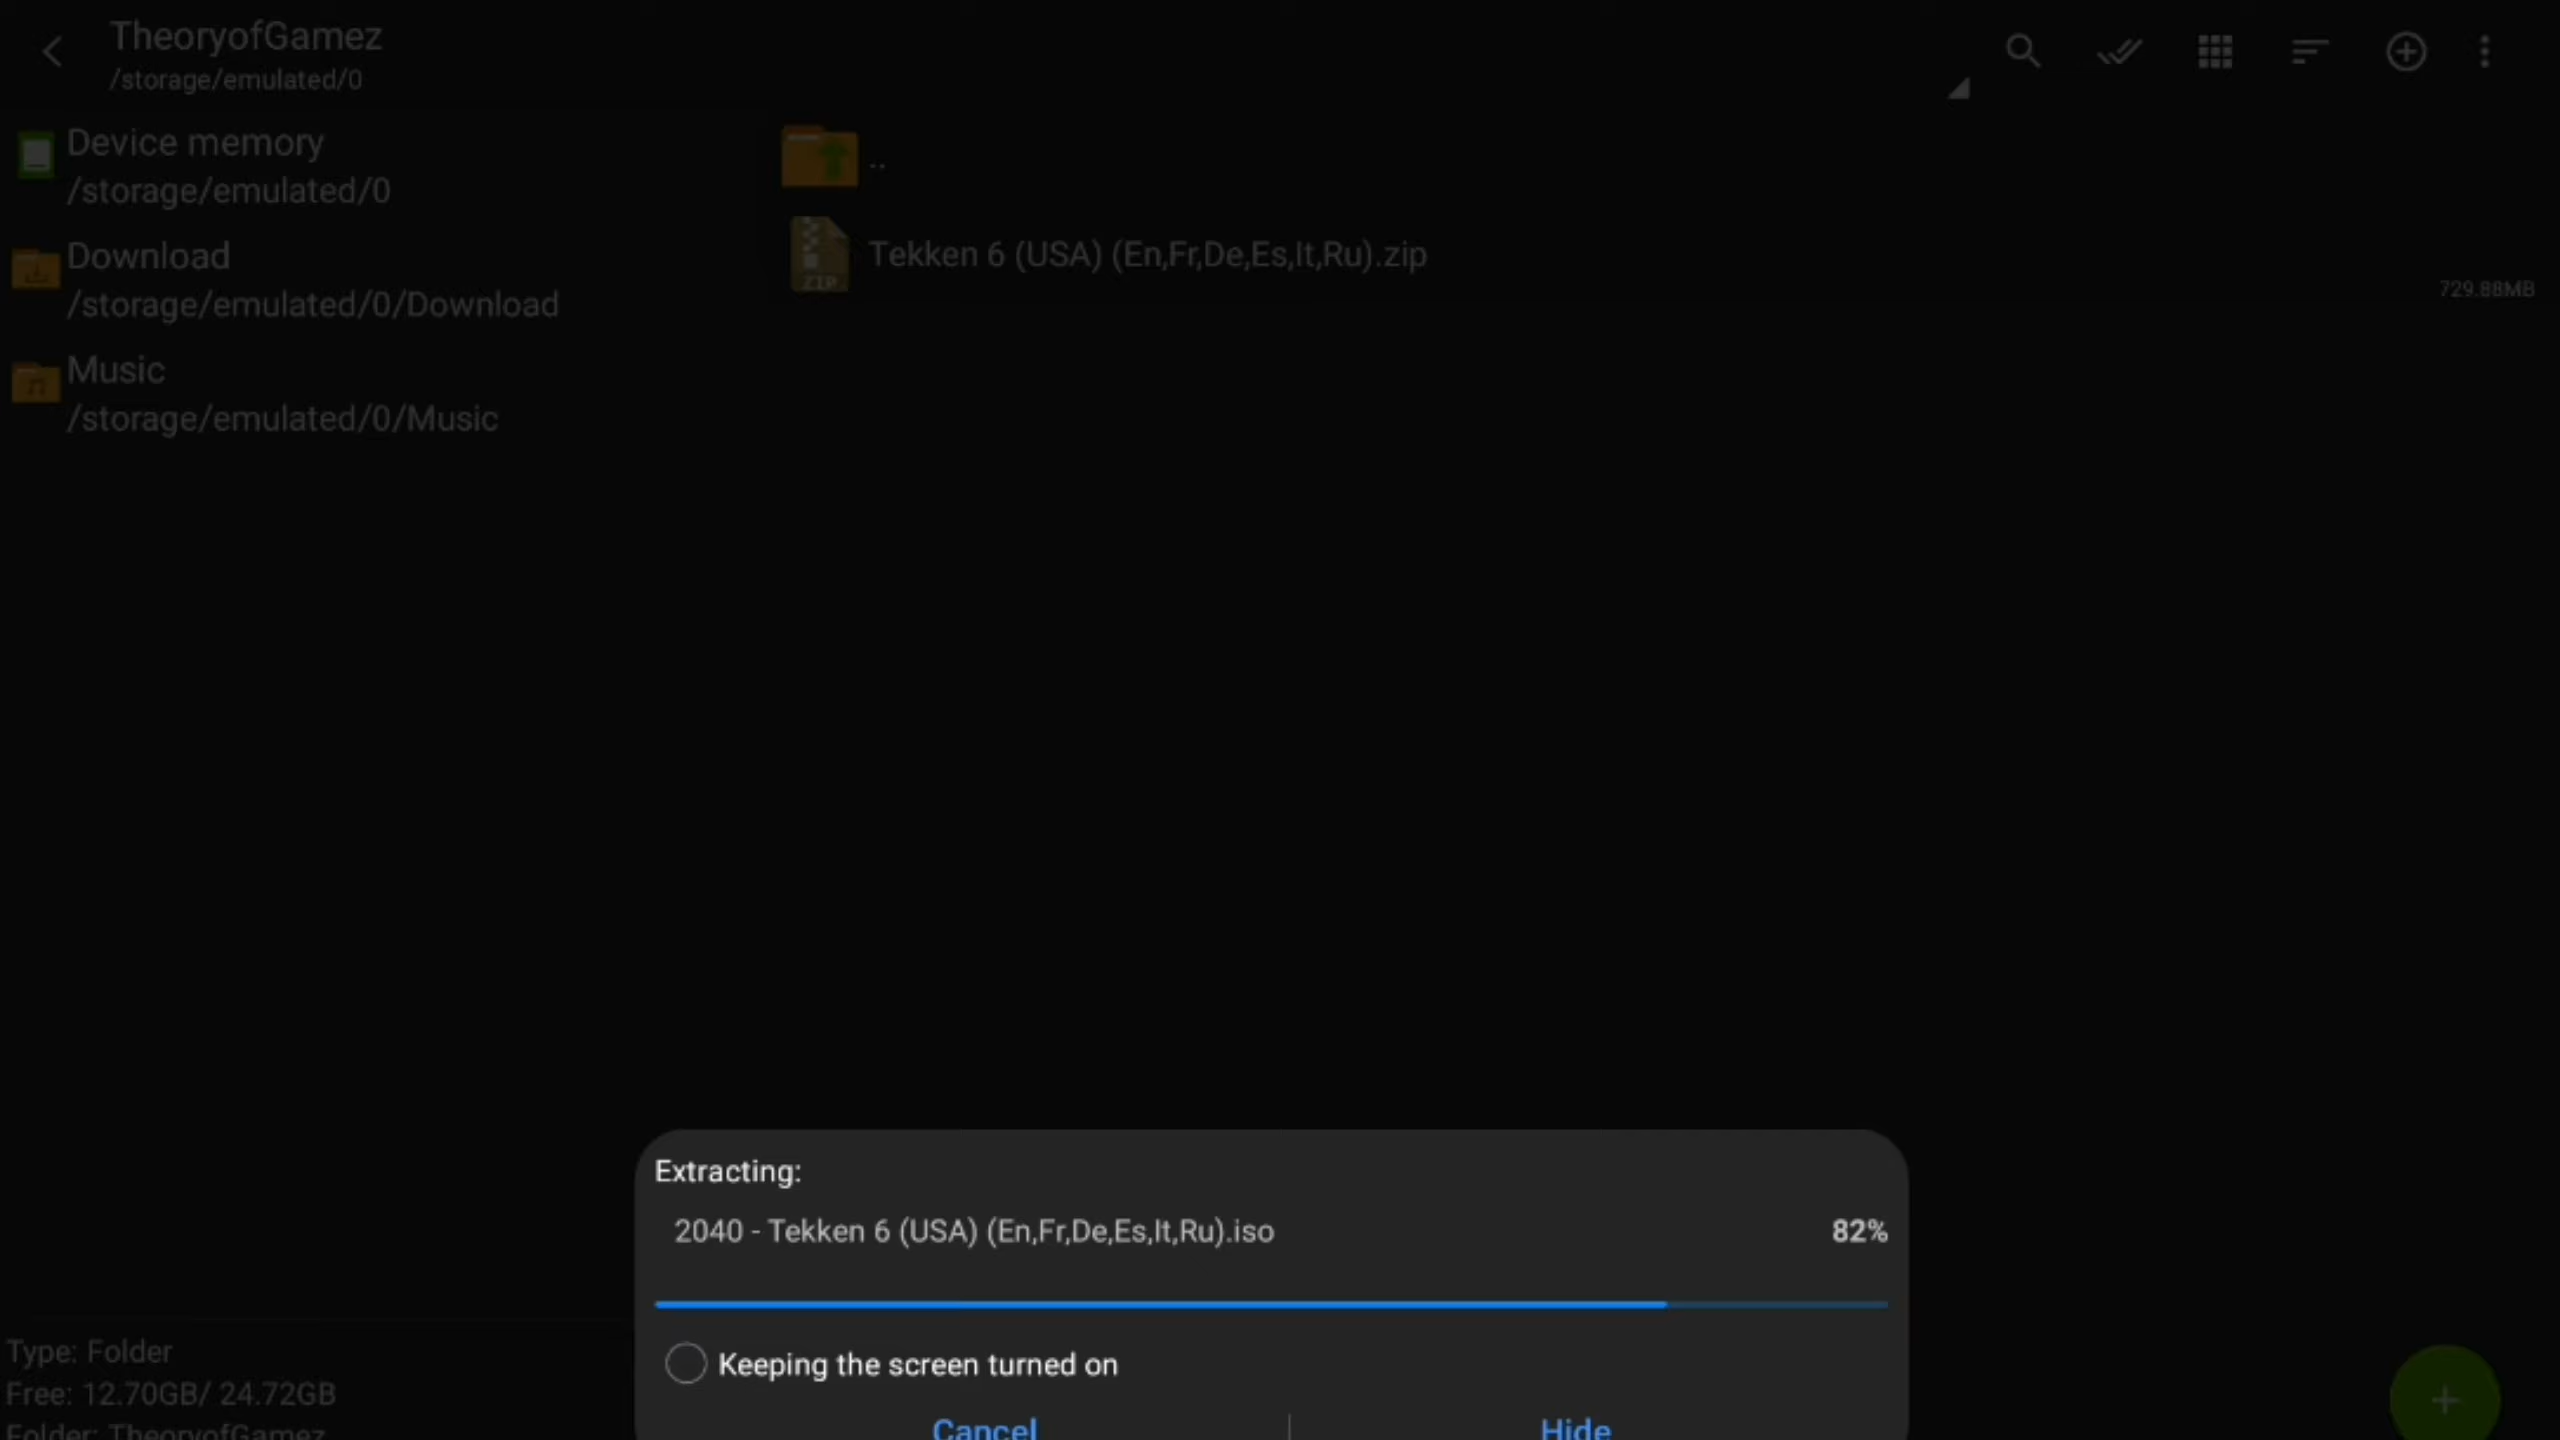 TheoryofGamez
/storage/emulated/0
Device memory
/storage/emulated/0
Download
/storage/emulated/0/Download
Music
/storage/emulated/0/Music
..
ZIP
Tekken 6 (USA) (En,Fr,De,Es,It,Ru).zip
729.88MB
Extracting:
2040 - Tekken 6 (USA) (En,Fr,De,Es,It,Ru).iso
82%
Keeping the screen turned on
Cancel
Hide
Type: Folder
Free: 12.70GB/ 24.72GB
Folder: TheoryofGamez